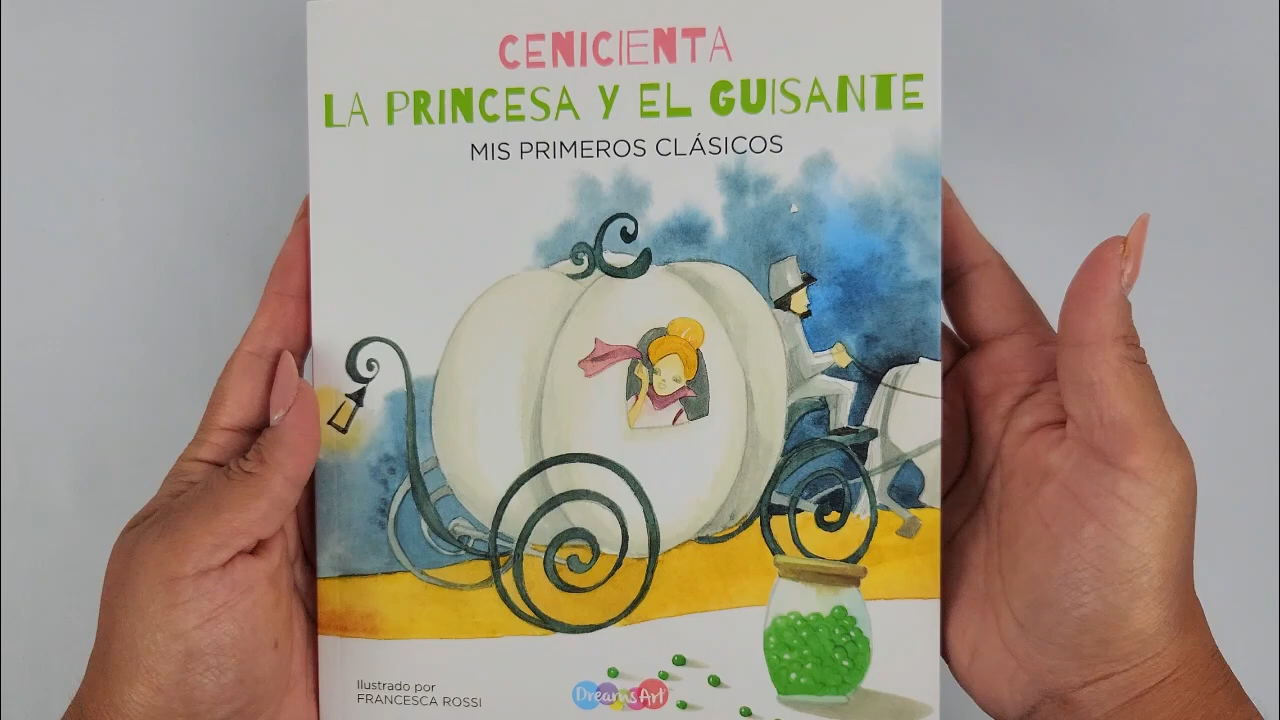 CENICIENTA
LA PRINCESA Y EL GUISANTE
MIS PRIMEROS CLÁSICOS
Ilustrado por
FRANCESCA ROSSI
DreamsArt